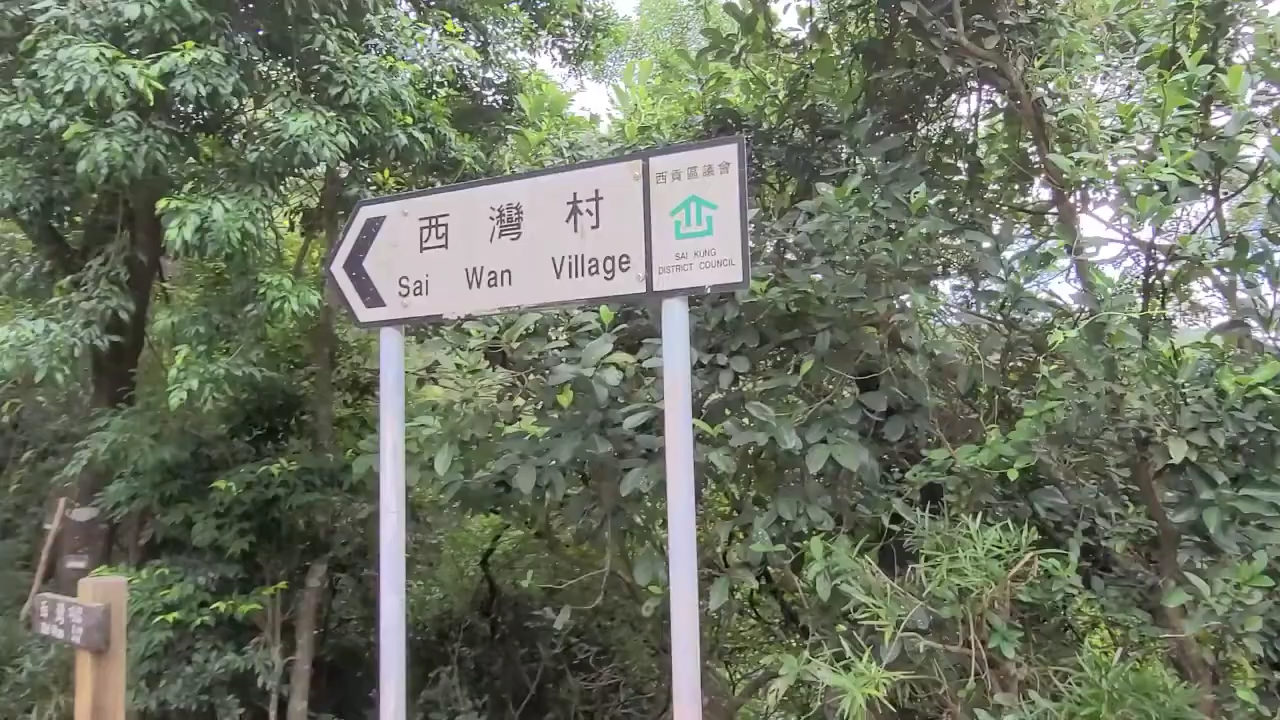 西灣村
Sai Wan Village
西貢區議會
SAI KUNG
DISTRICT COUNCIL